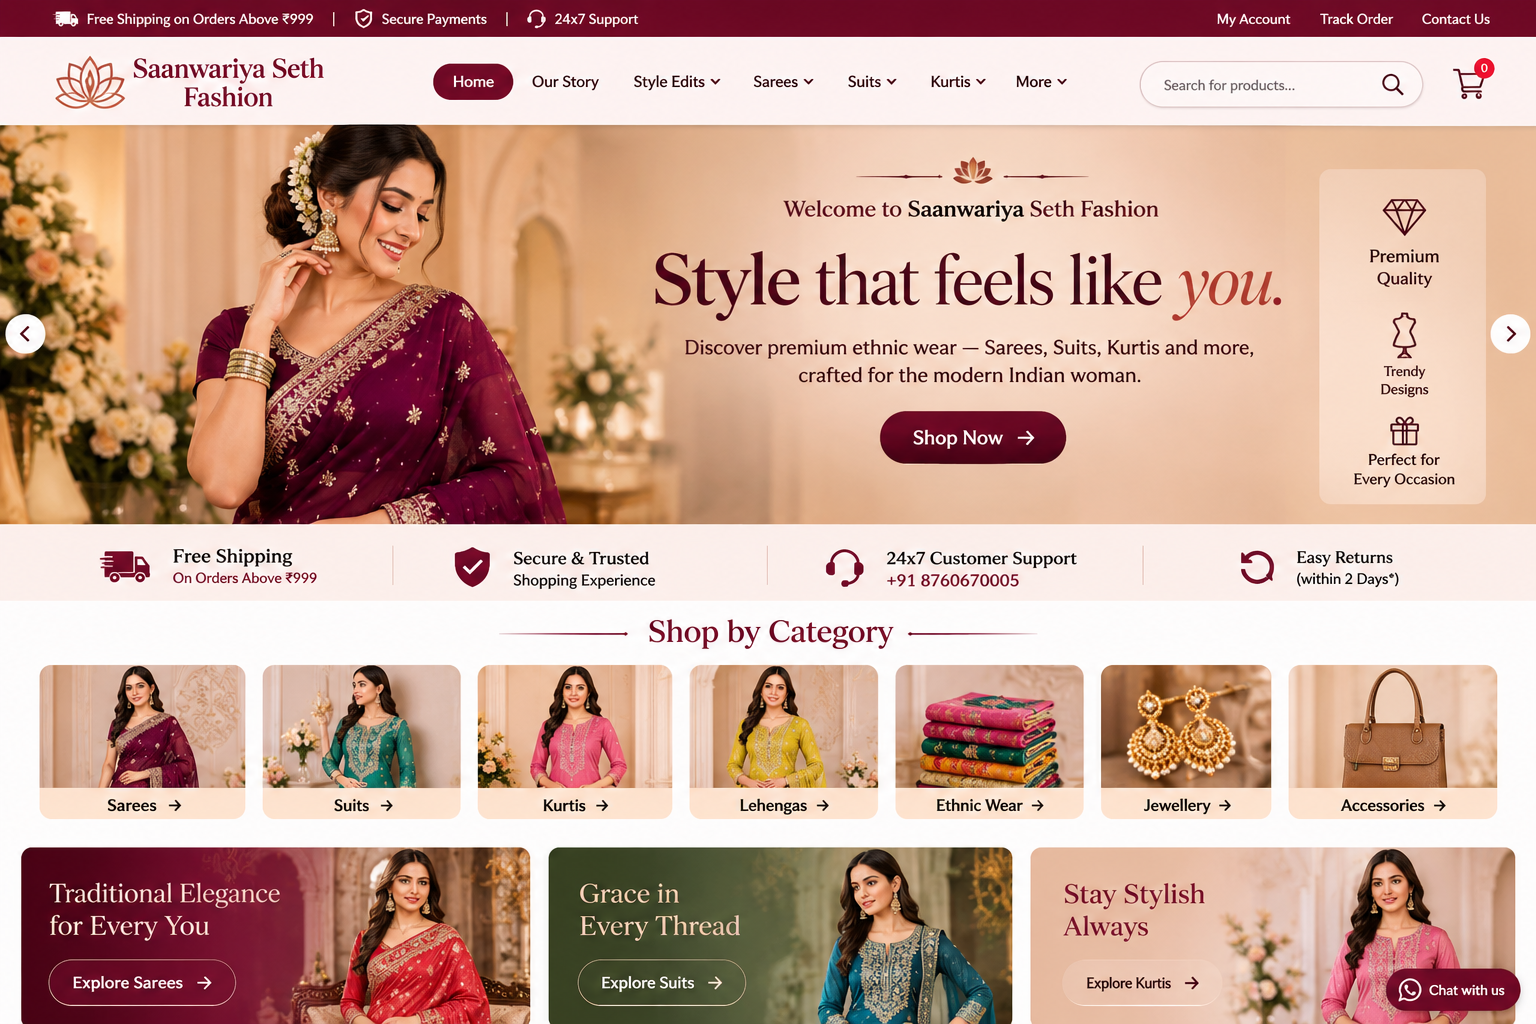 Free Shipping on Orders Above ₹999 | Secure Payments | 24x7 Support
My Account Track Order Contact Us
Saanwariya Seth
Fashion
Home Our Story Style Edits Sarees Suits Kurtis More
Search for products...
0
Welcome to Saanwariya Seth Fashion
Style that feels like you.
Discover premium ethnic wear — Sarees, Suits, Kurtis and more,
crafted for the modern Indian woman.
Shop Now
Premium
Quality
Trendy
Designs
Perfect for
Every Occasion
Free Shipping
On Orders Above ₹999
Secure & Trusted
Shopping Experience
24x7 Customer Support
+91 8760670005
Easy Returns
(within 2 Days*)
Shop by Category
Sarees
Suits
Kurtis
Lehengas
Ethnic Wear
Jewellery
Accessories
Traditional Elegance
for Every You
Explore Sarees
Grace in
Every Thread
Explore Suits
Stay Stylish
Always
Explore Kurtis
Chat with us